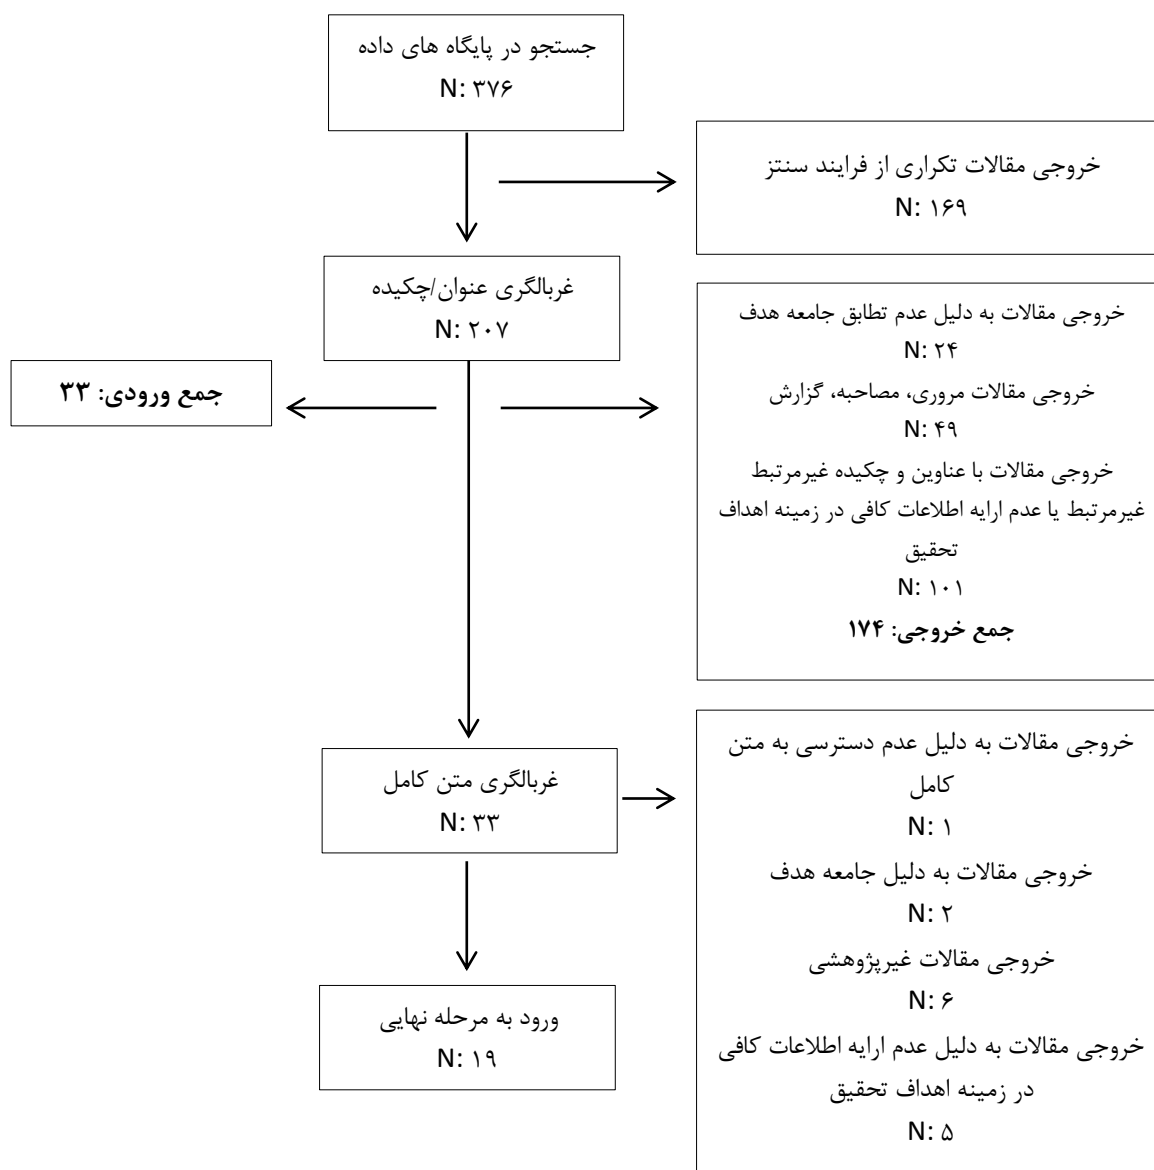 جستجو در پایگاه های داده
N: ۳۷۶
خروجی مقالات تکراری از فرایند سنتز
N: ۱۶۹
غربالگری عنوان/چکیده
N: ۲۰۷
خروجی مقالات به دلیل عدم تطابق جامعه هدف
N: ۲۴
خروجی مقالات مروری، مصاحبه، گزارش
N: ۴۹
خروجی مقالات با عناوین و چکیده غیرمرتبط
غیرمرتبط یا عدم ارایه اطلاعات کافی در زمینه اهداف
تحقیق
N: ۱۰۱
جمع خروجی: ۱۷۴
جمع ورودی: ۳۳
غربالگری متن کامل
N: ۳۳
خروجی مقالات به دلیل عدم دسترسی به متن
کامل
N: ۱
خروجی مقالات به دلیل جامعه هدف
N: ۲
خروجی مقالات غیرپژوهشی
N: ۶
خروجی مقالات به دلیل عدم ارایه اطلاعات کافی
در زمینه اهداف تحقیق
N: ۵
ورود به مرحله نهایی
N: ۱۹